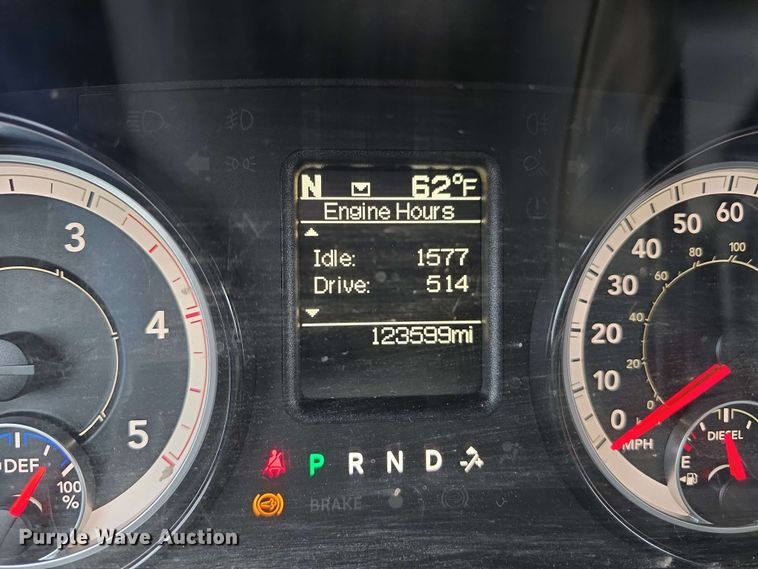 N 62°F
Engine Hours
Idle: 1577
Drive: 514
123599mi
3
4
5
DEF
100
%
0
10
20
30
40
50
60
20
40
60
80
100
MPH
DIESEL
E
P R N D
BRAKE
Purple Wave Auction